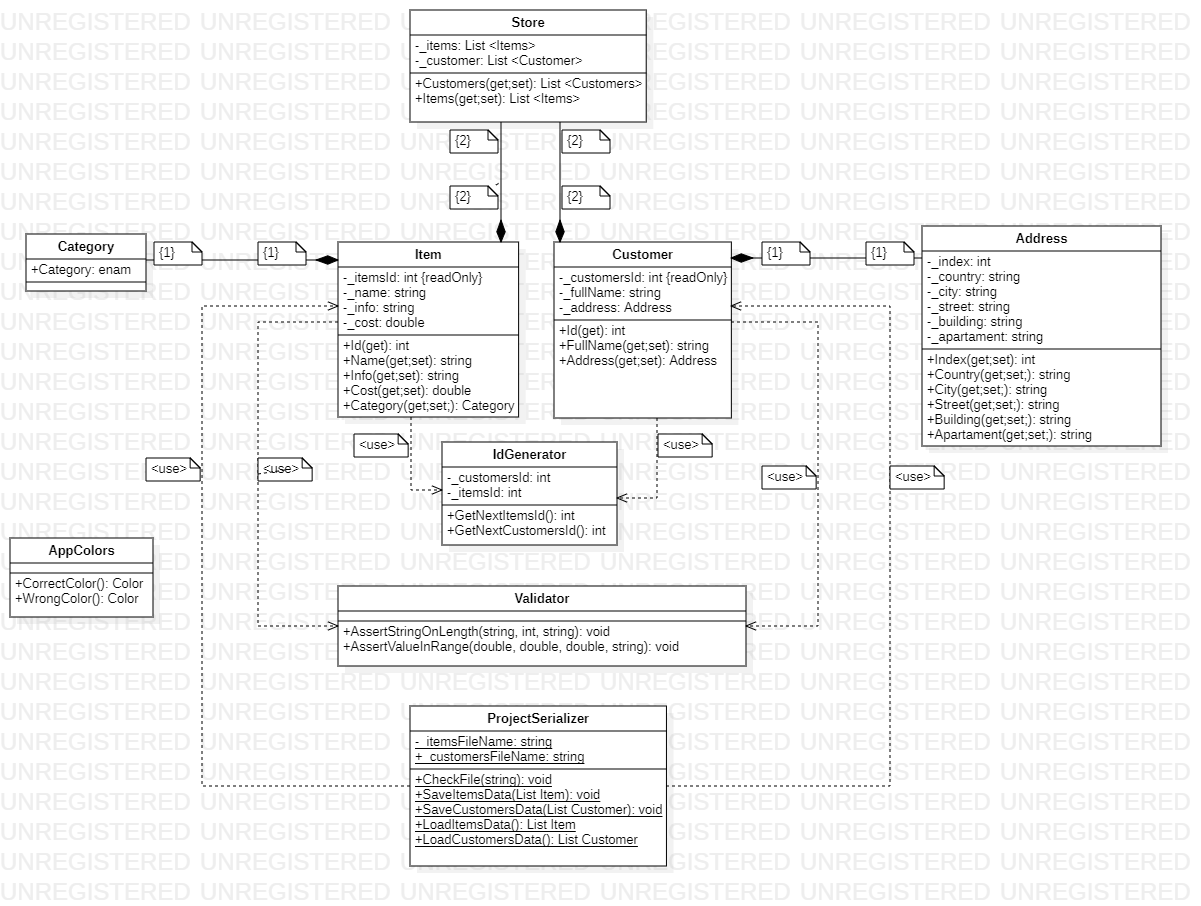 Store
-_items: List <Items>
-_customer: List <Customer>
+Customers(get;set): List <Customers>
+Items(get;set): List <Items>
{2}
{2}
{2}
{2}
Category
+Category: enam
{1}
{1}
Item
-_itemsId: int {readOnly}
-_name: string
-_info: string
-_cost: double
+Id(get): int
+Name(get;set): string
+Info(get;set): string
+Cost(get;set): double
+Category(get;set;): Category
Customer
-_customersId: int {readOnly}
-_fullName: string
-_address: Address
+Id(get): int
+FullName(get;set): string
+Address(get;set): Address
{1}
{1}
Address
-_index: int
-_country: string
-_city: string
-_street: string
-_building: string
-_apartament: string
+Index(get;set): int
+Country(get;set;): string
+City(get;set;): string
+Street(get;set;): string
+Building(get;set;): string
+Apartament(get;set;): string
<use>
<use>
<use>
<use>
<use>
<use>
IdGenerator
-_customersId: int
-_itemsId: int
+GetNextItemsId(): int
+GetNextCustomersId(): int
AppColors
+CorrectColor(): Color
+WrongColor(): Color
Validator
+AssertStringOnLength(string, int, string): void
+AssertValueInRange(double, double, double, string): void
ProjectSerializer
-_itemsFileName: string
+_customersFileName: string
+CheckFile(string): void
+SaveItemsData(List Item): void
+SaveCustomersData(List Customer): void
+LoadItemsData(): List Item
+LoadCustomersData(): List Customer
UNREGISTERED